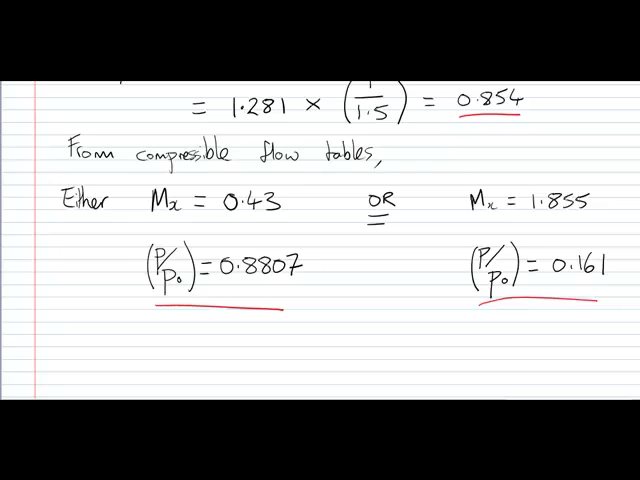 = 1.281 × (1/1.5) = 0.854
From compressible flow tables,
Either Mx = 0.43 OR Mx = 1.855
(P/P₀) = 0.8807 (P/P₀) = 0.161